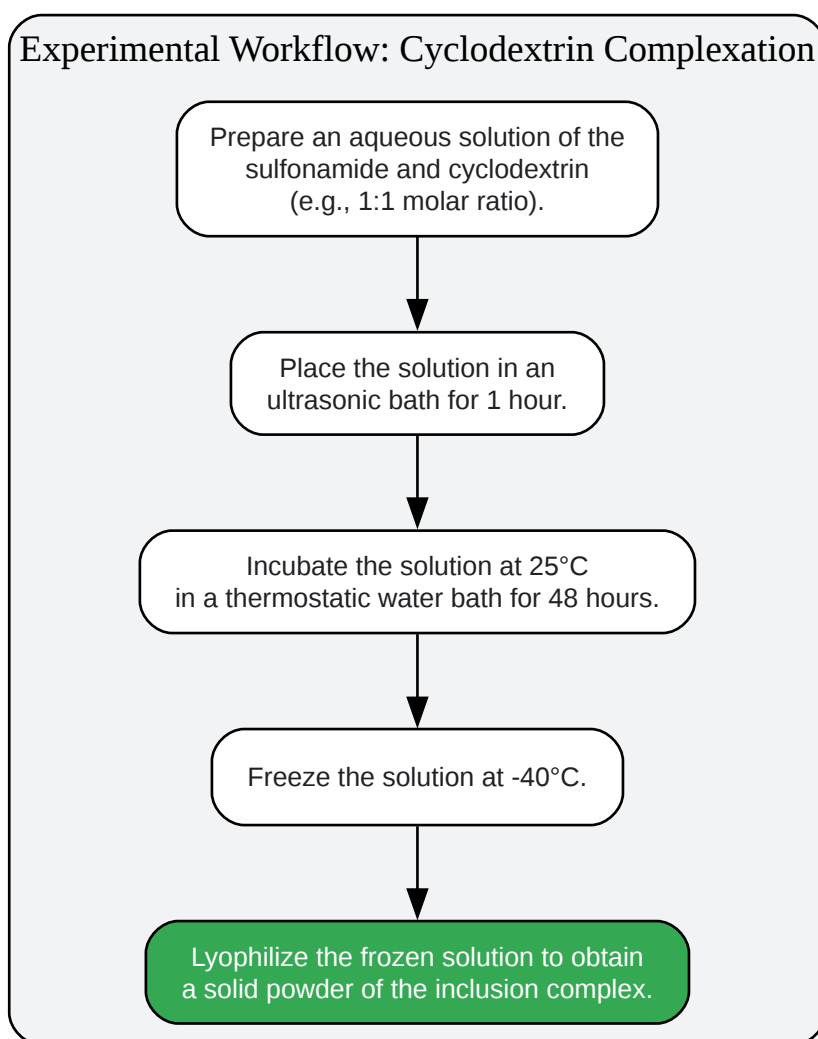 Experimental Workflow: Cyclodextrin Complexation
Prepare an aqueous solution of the
sulfonamide and cyclodextrin
(e.g., 1:1 molar ratio).
Place the solution in an
ultrasonic bath for 1 hour.
Incubate the solution at 25°C
in a thermostatic water bath for 48 hours.
Freeze the solution at -40°C.
Lyophilize the frozen solution to obtain
a solid powder of the inclusion complex.